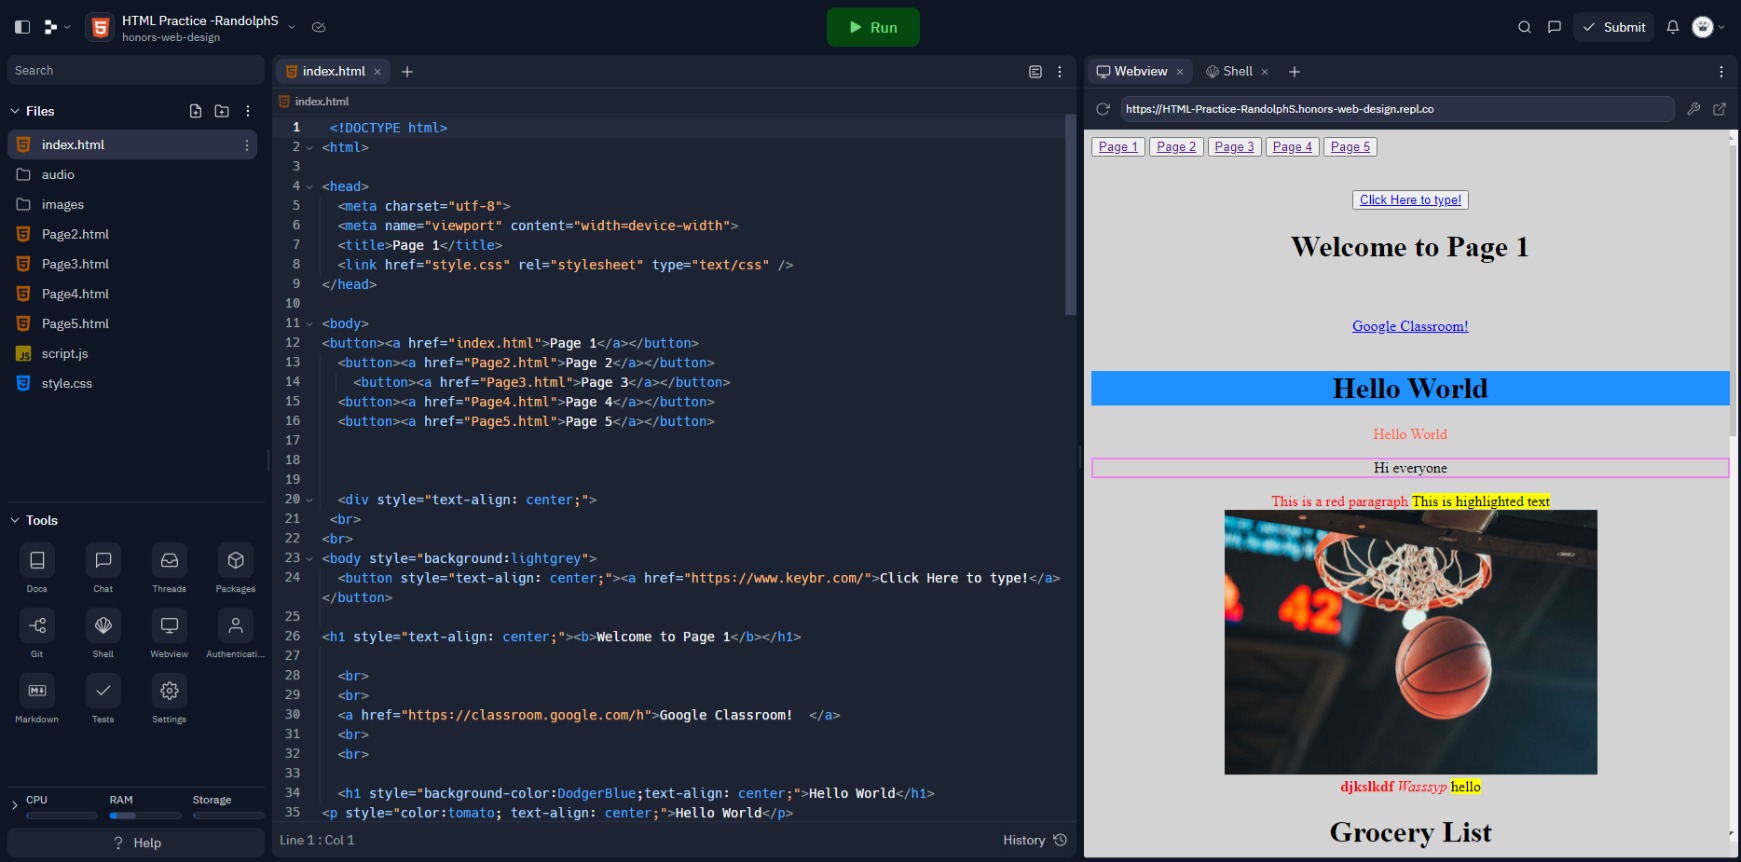 HTML Practice -RandolphS
honors-web-design
Run
Submit
Search
Files
index.html
audio
images
Page2.html
Page3.html
Page4.html
Page5.html
script.js
style.css
Tools
Docs
Chat
Threads
Packages
Git
Shell
Webview
Authenticati...
Markdown
Tests
Settings
CPU
RAM
Storage
Help
index.html
index.html
1 <!DOCTYPE html>
2 <html>
3
4 <head>
5 <meta charset="utf-8">
6 <meta name="viewport" content="width=device-width">
7 <title>Page 1</title>
8 <link href="style.css" rel="stylesheet" type="text/css" />
9 </head>
10
11 <body>
12 <button><a href="index.html">Page 1</a></button>
13 <button><a href="Page2.html">Page 2</a></button>
14 <button><a href="Page3.html">Page 3</a></button>
15 <button><a href="Page4.html">Page 4</a></button>
16 <button><a href="Page5.html">Page 5</a></button>
17
18
19
20 <div style="text-align: center;">
21 <br>
22 <br>
23 <body style="background:lightgrey">
24 <button style="text-align: center;"><a href="https://www.keybr.com/">Click Here to type!</a>
</button>
25
26 <h1 style="text-align: center;"><b>Welcome to Page 1</b></h1>
27
28 <br>
29 <br>
30 <a href="https://classroom.google.com/h">Google Classroom!  </a>
31 <br>
32 <br>
33
34 <h1 style="background-color:DodgerBlue;text-align: center;">Hello World</h1>
35 <p style="color:tomato; text-align: center;">Hello World</p>
Line 1 : Col 1
History
Webview
Shell
https://HTML-Practice-RandolphS.honors-web-design.repl.co
Page 1 Page 2 Page 3 Page 4 Page 5
Click Here to type!
Welcome to Page 1
Google Classroom!
Hello World
Hello World
Hi everyone
This is a red paragraph This is highlighted text
42
djkslkdf Wasssyp hello
Grocery List